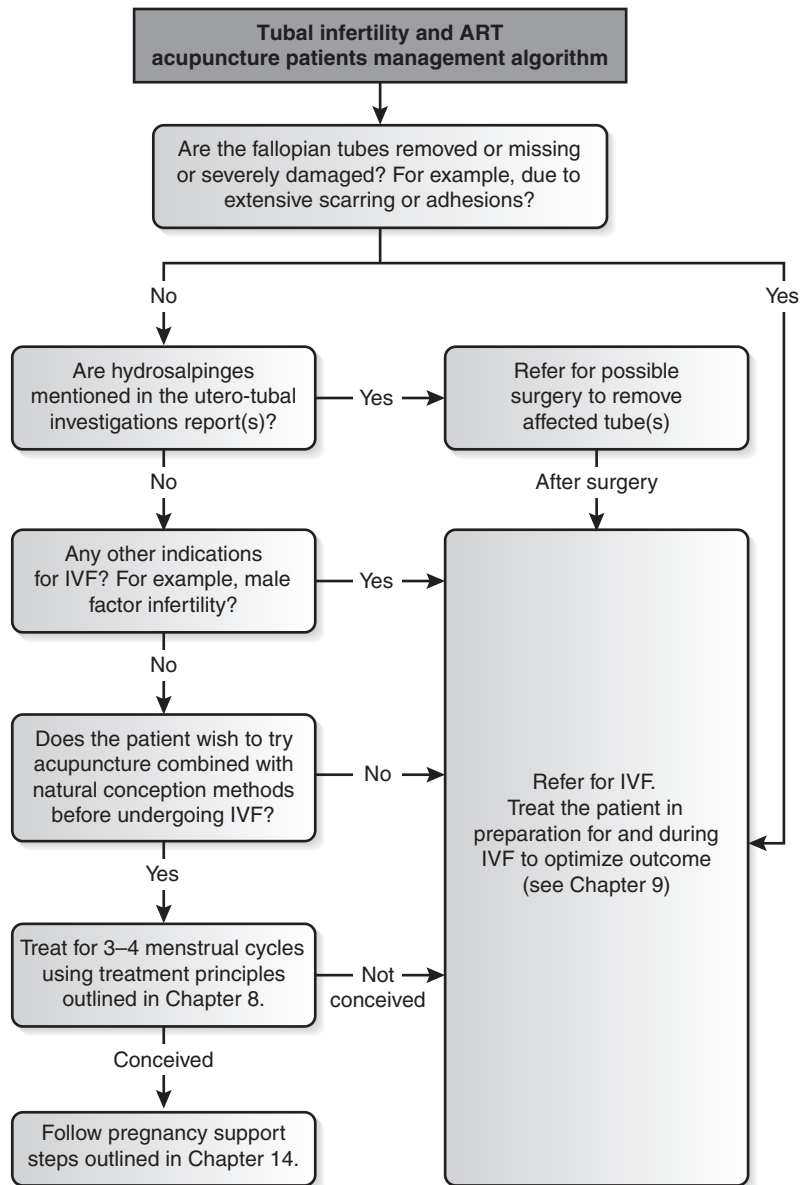 Tubal infertility and ART
acupuncture patients management algorithm
Are the fallopian tubes removed or missing
or severely damaged? For example, due to
extensive scarring or adhesions?
No
Yes
Are hydrosalpinges
mentioned in the utero-tubal
investigations report(s)?
Yes
Refer for possible
surgery to remove
affected tube(s)
No
After surgery
Any other indications
for IVF? For example, male
factor infertility?
Yes
No
Does the patient wish to try
acupuncture combined with
natural conception methods
before undergoing IVF?
No
Refer for IVF.
Treat the patient in
preparation for and during
IVF to optimize outcome
(see Chapter 9)
Yes
Treat for 3–4 menstrual cycles
using treatment principles
outlined in Chapter 8.
Not
conceived
Conceived
Follow pregnancy support
steps outlined in Chapter 14.